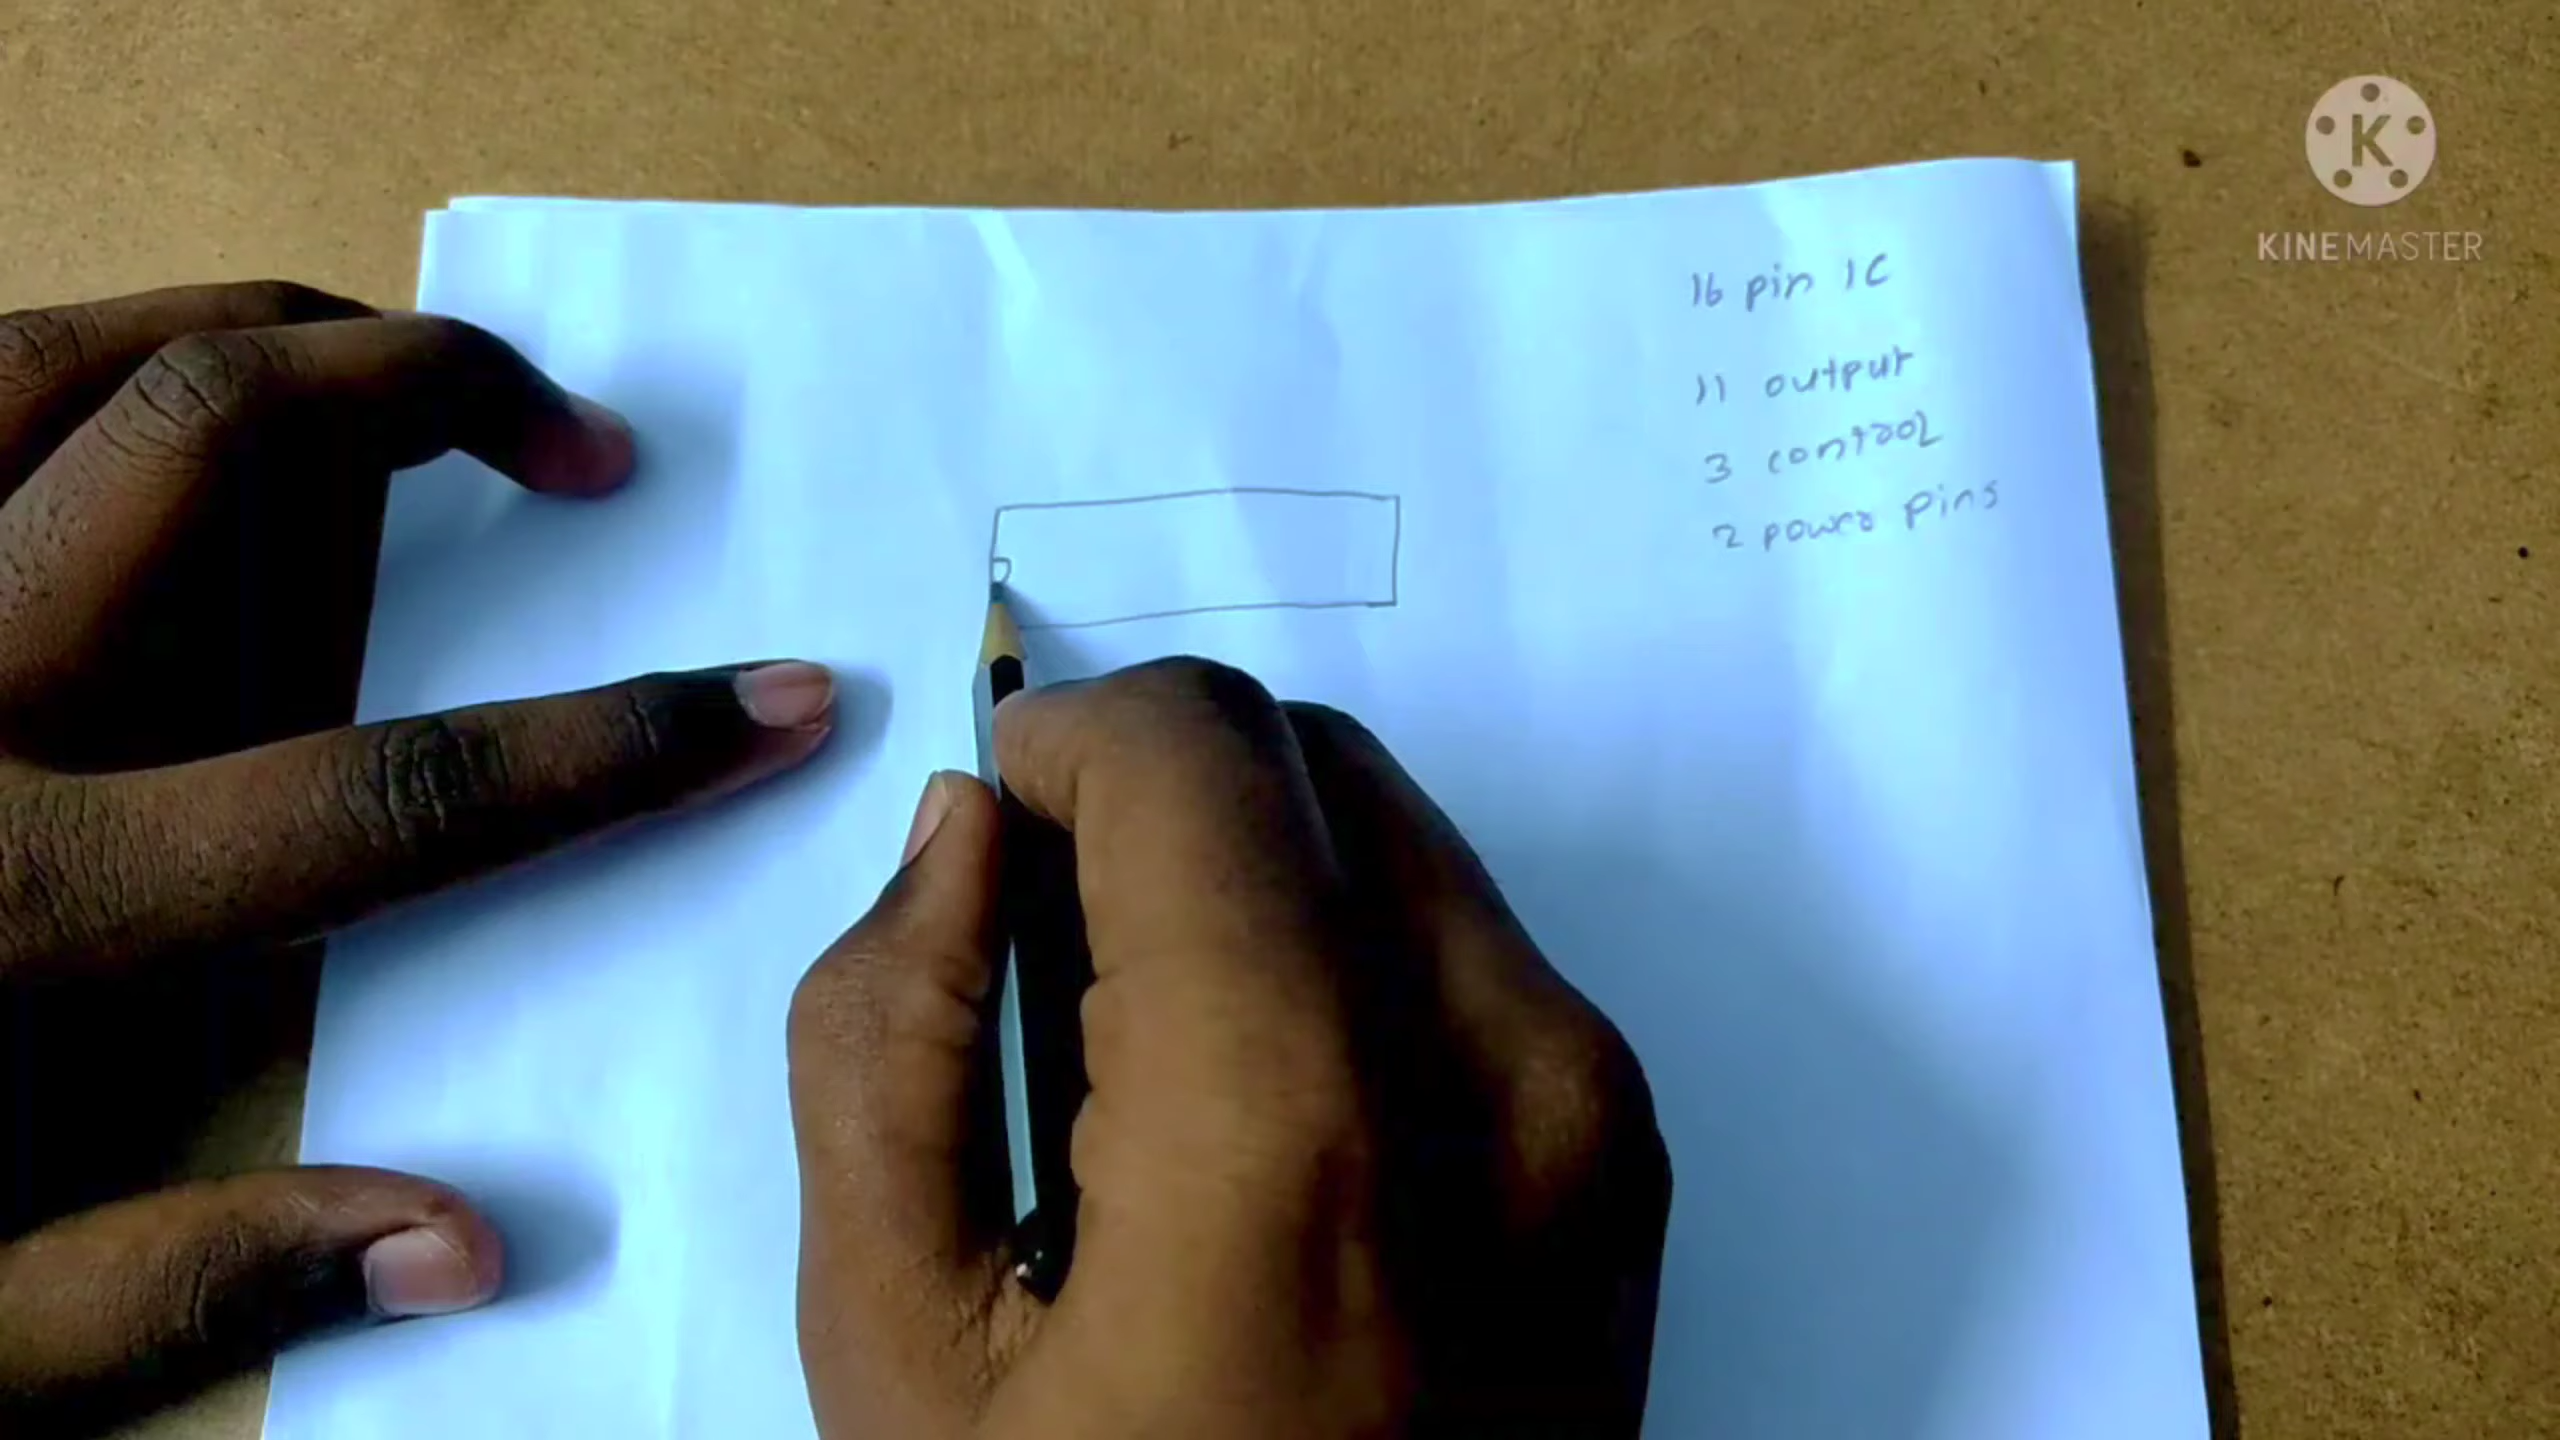 K
KINEMASTER
16 pin IC
11 output
3 control
2 power pins